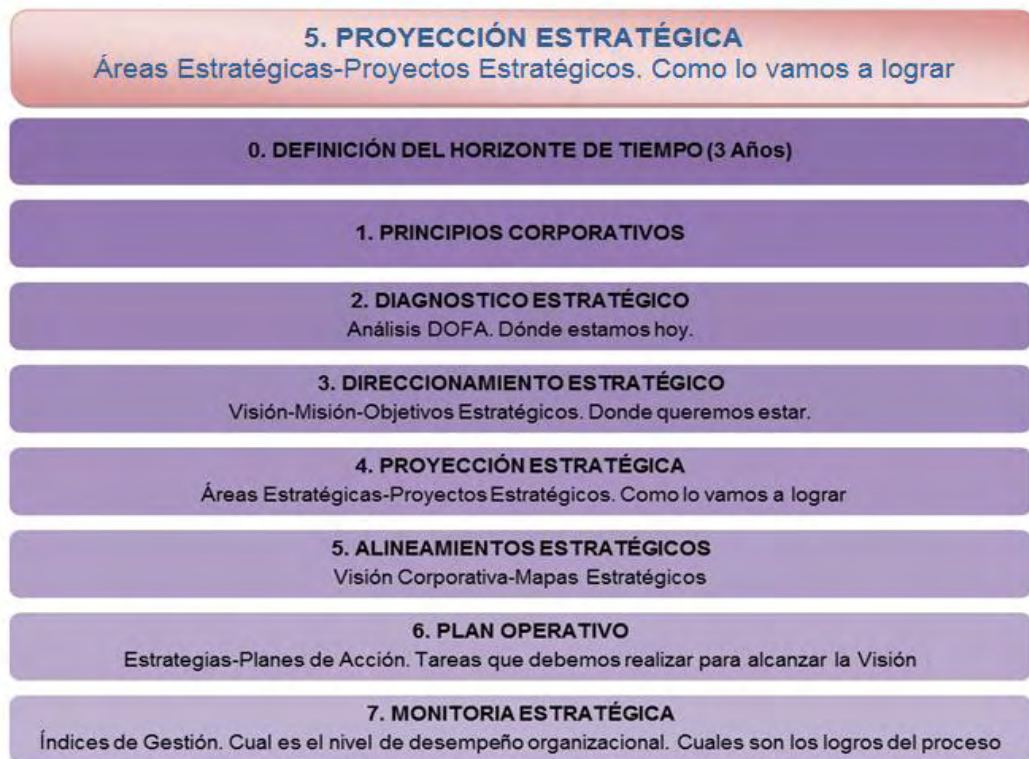 5. PROYECCIÓN ESTRATÉGICA
Áreas Estratégicas-Proyectos Estratégicos. Como lo vamos a lograr
0. DEFINICIÓN DEL HORIZONTE DE TIEMPO (3 Años)
1. PRINCIPIOS CORPORATIVOS
2. DIAGNOSTICO ESTRATÉGICO
Análisis DOFA. Dónde estamos hoy.
3. DIRECCIONAMIENTO ESTRATÉGICO
Visión-Misión-Objetivos Estratégicos. Donde queremos estar.
4. PROYECCIÓN ESTRATÉGICA
Áreas Estratégicas-Proyectos Estratégicos. Como lo vamos a lograr
5. ALINEAMIENTOS ESTRATÉGICOS
Visión Corporativa-Mapas Estratégicos
6. PLAN OPERATIVO
Estrategias-Planes de Acción. Tareas que debemos realizar para alcanzar la Visión
7. MONITORIA ESTRATÉGICA
Índices de Gestión. Cual es el nivel de desempeño organizacional. Cuales son los logros del proceso